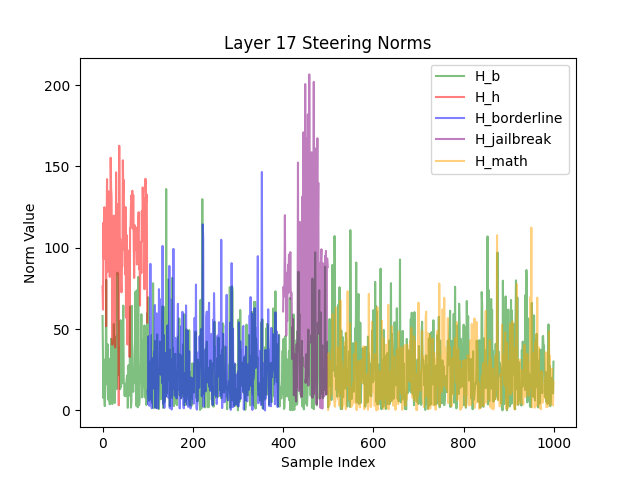 Layer 17 Steering Norms
H_b
H_h
H_borderline
H_jailbreak
H_math
Norm Value
200
150
100
50
0
0
200
400
600
800
1000
Sample Index